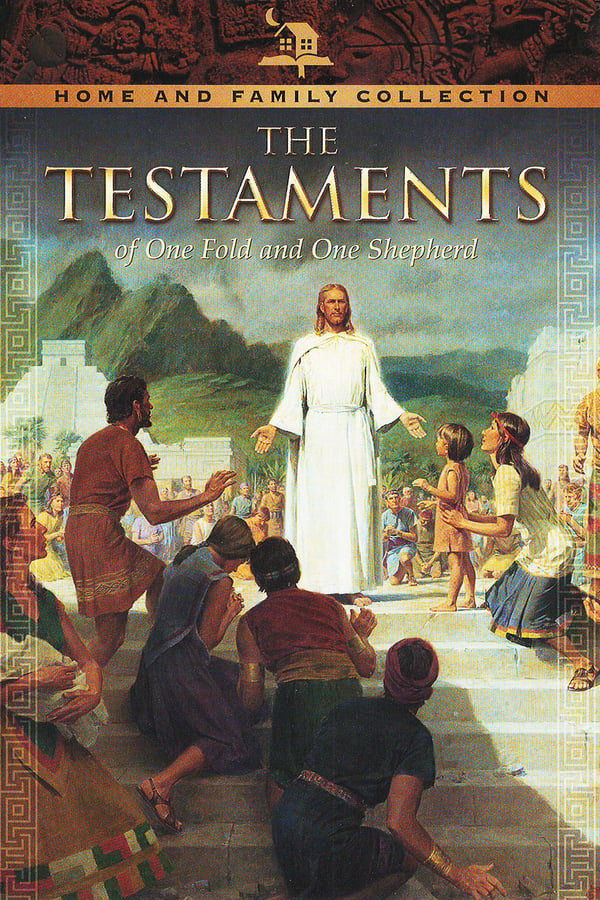 HOME AND FAMILY COLLECTION
THE
TESTAMENTS
of One Fold and One Shepherd